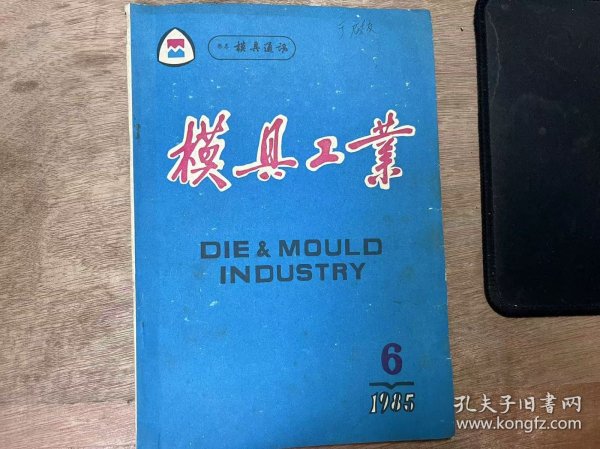 模具通讯
模具工業
DIE & MOULD
INDUSTRY
6
1985
孔夫子旧书网
www.kongfz.com